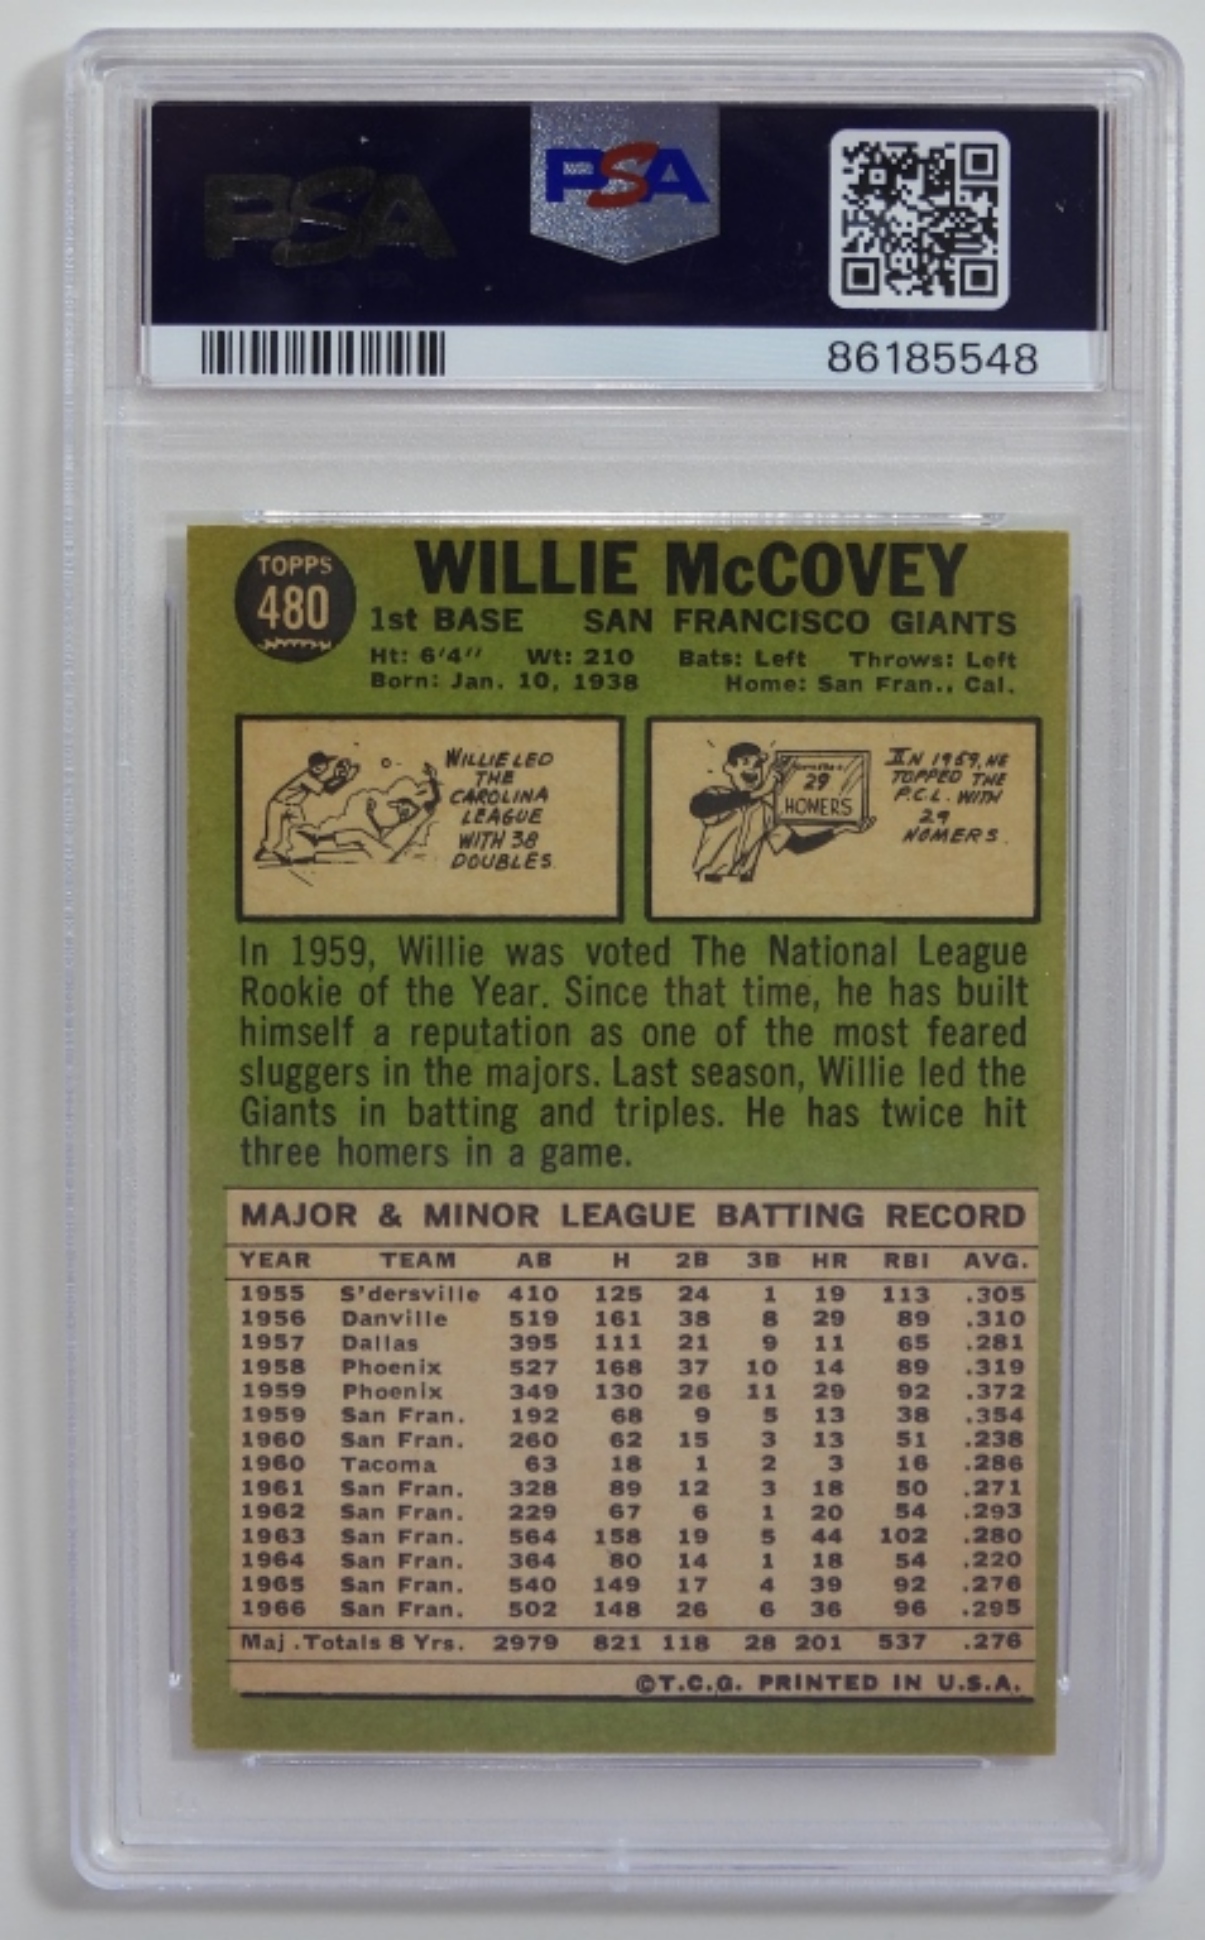 PSA
PSA
86185548
TOPPS
480
WILLIE McCOVEY
1st BASE SAN FRANCISCO GIANTS
Ht: 6'4" Wt: 210 Bats: Left Throws: Left
Born: Jan. 10, 1938 Home: San Fran., Cal.
WILLIE LED
THE
CAROLINA
LEAGUE
WITH 38
DOUBLES.
29
HOMERS
IN 1959, HE
TOPPED THE
P.C.L. WITH
29
HOMERS.
In 1959, Willie was voted The National League
Rookie of the Year. Since that time, he has built
himself a reputation as one of the most feared
sluggers in the majors. Last season, Willie led the
Giants in batting and triples. He has twice hit
three homers in a game.
MAJOR & MINOR LEAGUE BATTING RECORD
YEAR TEAM AB H 2B 3B HR RBI AVG.
1955 S'dersville 410 125 24 1 19 113 .305
1956 Danville 519 161 38 8 29 89 .310
1957 Dallas 395 111 21 9 11 65 .281
1958 Phoenix 527 168 37 10 14 89 .319
1959 Phoenix 349 130 26 11 29 92 .372
1959 San Fran. 192 68 9 5 13 38 .354
1960 San Fran. 260 62 15 3 13 51 .238
1960 Tacoma 63 18 1 2 3 16 .286
1961 San Fran. 328 89 12 3 18 50 .271
1962 San Fran. 229 67 6 1 20 54 .293
1963 San Fran. 564 158 19 5 44 102 .280
1964 San Fran. 364 80 14 1 18 54 .220
1965 San Fran. 540 149 17 4 39 92 .276
1966 San Fran. 502 148 26 6 36 96 .295
Maj. Totals 8 Yrs. 2979 821 118 28 201 537 .276
©T.C.G. PRINTED IN U.S.A.